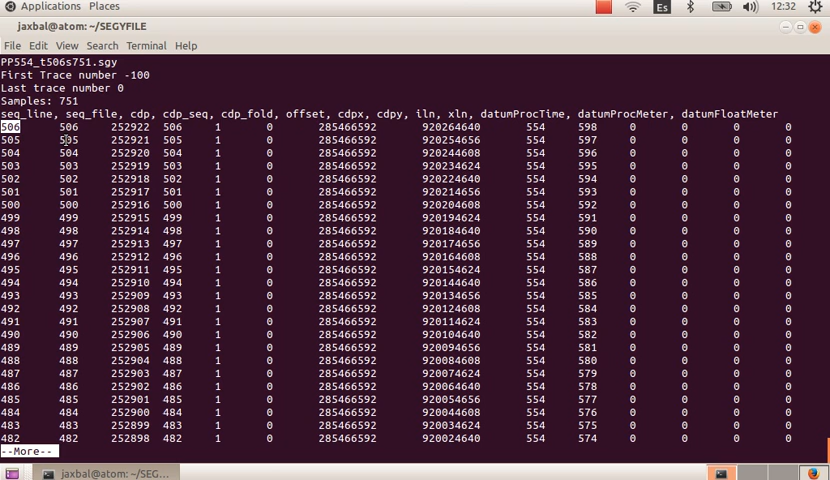 Applications Places Es 12:32
jaxbal@atom: ~/SEGYFILE
File Edit View Search Terminal Help
PP554_t506s751.sgy
First Trace number -100
Last trace number 0
Samples: 751
seq_line, seq_file, cdp, cdp_seq, cdp_fold, offset, cdpx, cdpy, iln, xln, datumProcTime, datumProcMeter, datumFloatMeter
506 506 252922 506 1 0 285466592 920264640 554 598 0 0 0 0
505 505 252921 505 1 0 285466592 920254656 554 597 0 0 0 0
504 504 252920 504 1 0 285466592 920244608 554 596 0 0 0 0
503 503 252919 503 1 0 285466592 920234624 554 595 0 0 0 0
502 502 252918 502 1 0 285466592 920224640 554 594 0 0 0 0
501 501 252917 501 1 0 285466592 920214656 554 593 0 0 0 0
500 500 252916 500 1 0 285466592 920204608 554 592 0 0 0 0
499 499 252915 499 1 0 285466592 920194624 554 591 0 0 0 0
498 498 252914 498 1 0 285466592 920184640 554 590 0 0 0 0
497 497 252913 497 1 0 285466592 920174656 554 589 0 0 0 0
496 496 252912 496 1 0 285466592 920164608 554 588 0 0 0 0
495 495 252911 495 1 0 285466592 920154624 554 587 0 0 0 0
494 494 252910 494 1 0 285466592 920144640 554 586 0 0 0 0
493 493 252909 493 1 0 285466592 920134656 554 585 0 0 0 0
492 492 252908 492 1 0 285466592 920124608 554 584 0 0 0 0
491 491 252907 491 1 0 285466592 920114624 554 583 0 0 0 0
490 490 252906 490 1 0 285466592 920104640 554 582 0 0 0 0
489 489 252905 489 1 0 285466592 920094656 554 581 0 0 0 0
488 488 252904 488 1 0 285466592 920084608 554 580 0 0 0 0
487 487 252903 487 1 0 285466592 920074624 554 579 0 0 0 0
486 486 252902 486 1 0 285466592 920064640 554 578 0 0 0 0
485 485 252901 485 1 0 285466592 920054656 554 577 0 0 0 0
484 484 252900 484 1 0 285466592 920044608 554 576 0 0 0 0
483 483 252899 483 1 0 285466592 920034624 554 575 0 0 0 0
482 482 252898 482 1 0 285466592 920024640 554 574 0 0 0 0
--More--
jaxbal@atom: ~/SEG...